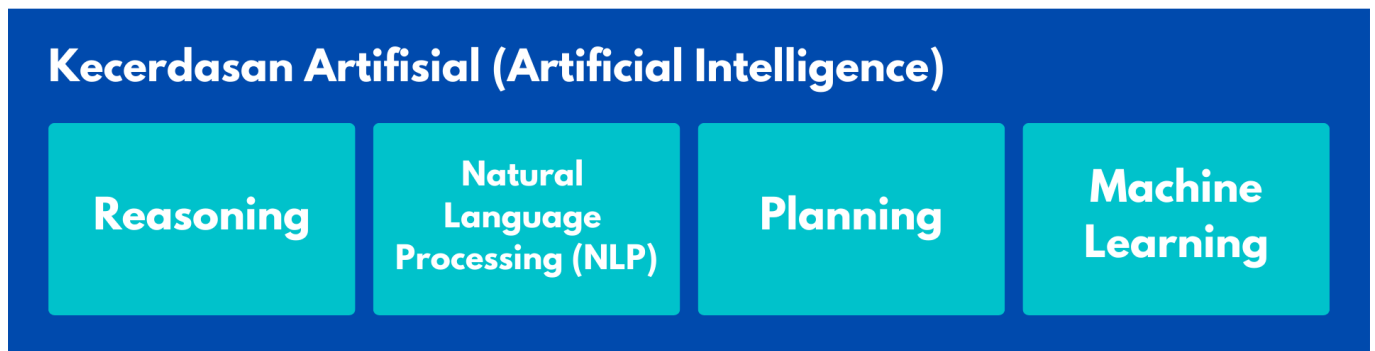 Kecerdasan Artifisial (Artificial Intelligence)
Reasoning
Natural
Language
Processing (NLP)
Planning
Machine
Learning